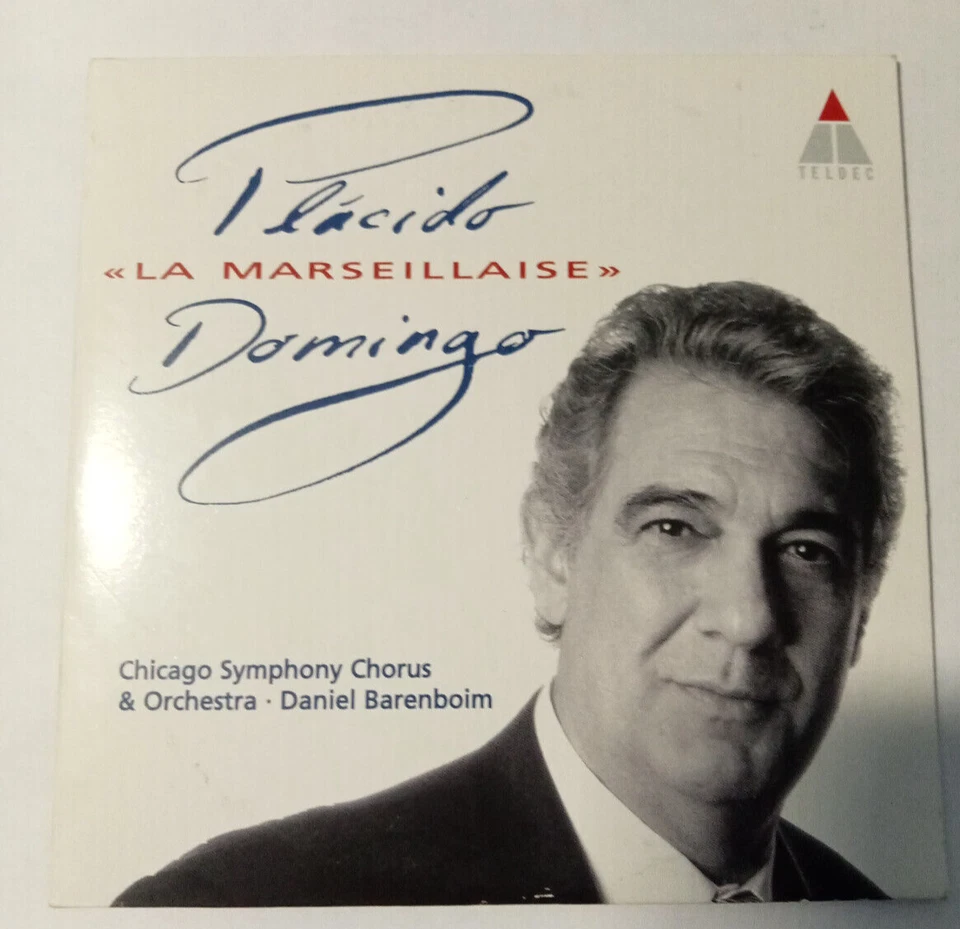 Plácido
TELDEC
«LA MARSEILLAISE»
Domingo
Chicago Symphony Chorus
& Orchestra · Daniel Barenboim